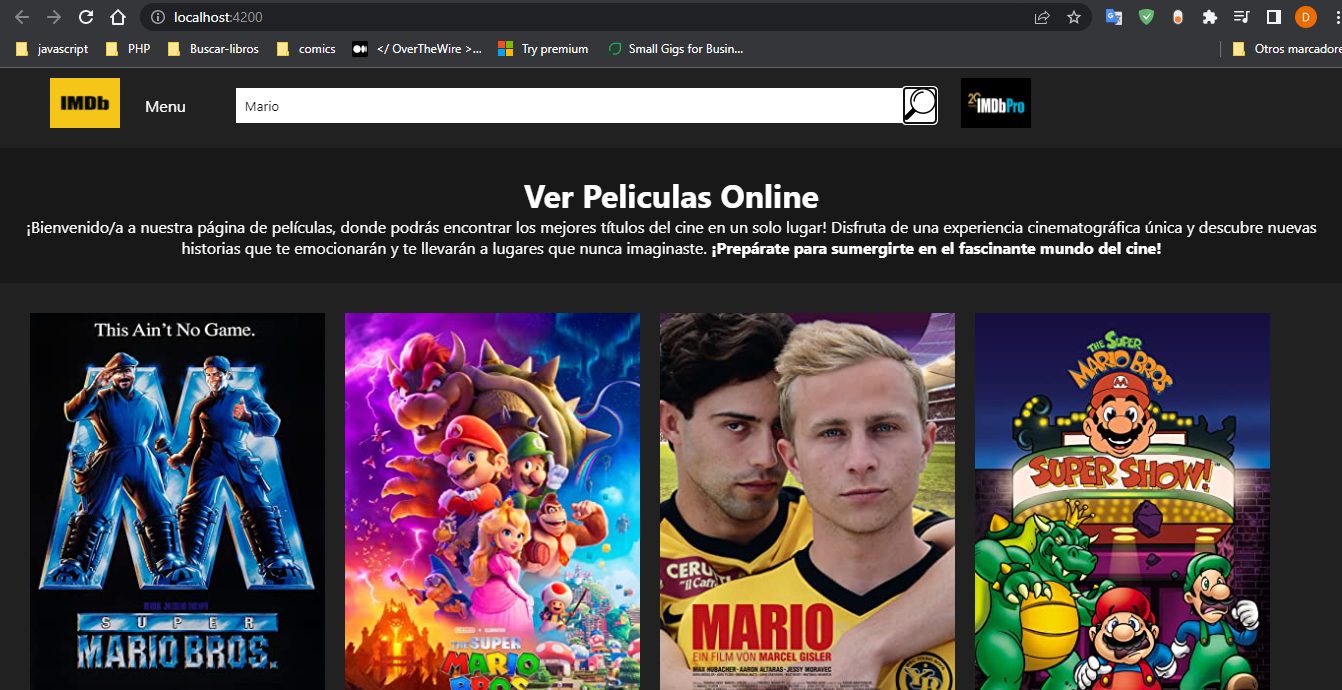 localhost:4200
D
javascript
PHP
Buscar-libros
comics
</ OverTheWire >...
Try premium
Small Gigs for Busin...
Otros marcadore
IMDb
Menu
Mario
20
IMDbPro
Ver Peliculas Online
¡Bienvenido/a a nuestra página de películas, donde podrás encontrar los mejores títulos del cine en un solo lugar! Disfruta de una experiencia cinematográfica única y descubre nuevas
historias que te emocionarán y te llevarán a lugares que nunca imaginaste. ¡Prepárate para sumergirte en el fascinante mundo del cine!
This Ain't No Game.
SUPER
MARIO BROS.
THE SUPER
MARIO
BROS
CERU
"Il Caffè
MARIO
EIN FILM VON MARCEL GISLER
MAX HUBACHER · AARON ALTARAS · JESSY MORAVEC
THE SUPER
MARIO BROS
M
SUPER SHOW!